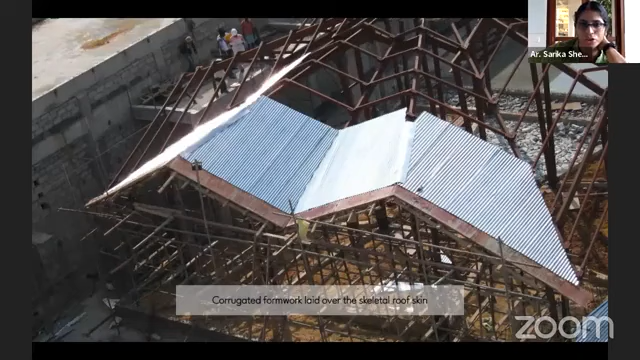 Ar. Sarika She...
Corrugated formwork laid over the skeletal roof skin
zoom